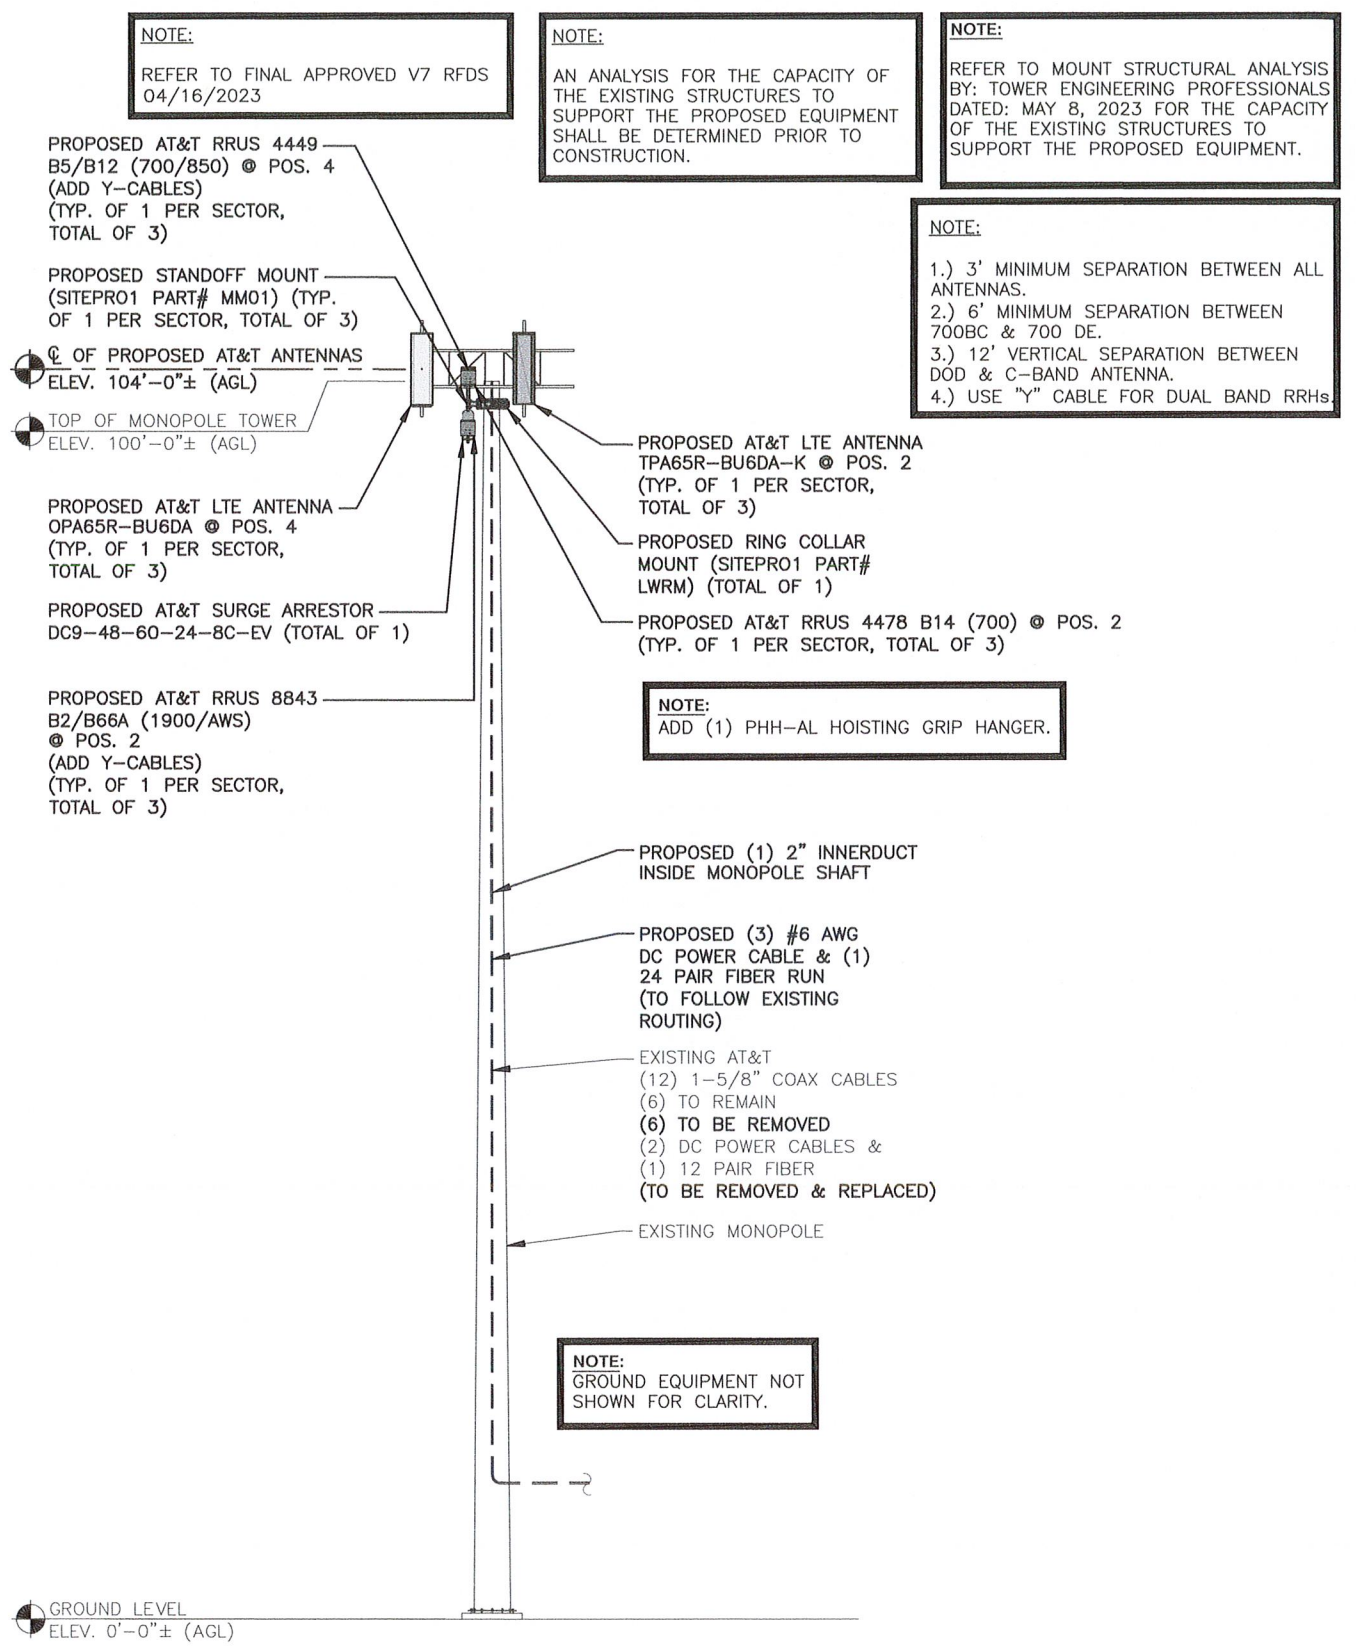 NOTE:
REFER TO FINAL APPROVED V7 RFDS
04/16/2023
NOTE:
AN ANALYSIS FOR THE CAPACITY OF
THE EXISTING STRUCTURES TO
SUPPORT THE PROPOSED EQUIPMENT
SHALL BE DETERMINED PRIOR TO
CONSTRUCTION.
NOTE:
REFER TO MOUNT STRUCTURAL ANALYSIS
BY: TOWER ENGINEERING PROFESSIONALS
DATED: MAY 8, 2023 FOR THE CAPACITY
OF THE EXISTING STRUCTURES TO
SUPPORT THE PROPOSED EQUIPMENT.
NOTE:
1.) 3' MINIMUM SEPARATION BETWEEN ALL
ANTENNAS.
2.) 6' MINIMUM SEPARATION BETWEEN
700BC & 700 DE.
3.) 12' VERTICAL SEPARATION BETWEEN
DOD & C-BAND ANTENNA.
4.) USE "Y" CABLE FOR DUAL BAND RRHs.
PROPOSED AT&T RRUS 4449
B5/B12 (700/850) @ POS. 4
(ADD Y-CABLES)
(TYP. OF 1 PER SECTOR,
TOTAL OF 3)
PROPOSED STANDOFF MOUNT
(SITEPRO1 PART# MM01) (TYP.
OF 1 PER SECTOR, TOTAL OF 3)
℄ OF PROPOSED AT&T ANTENNAS
ELEV. 104'-0"± (AGL)
TOP OF MONOPOLE TOWER
ELEV. 100'-0"± (AGL)
PROPOSED AT&T LTE ANTENNA
OPA65R-BU6DA @ POS. 4
(TYP. OF 1 PER SECTOR,
TOTAL OF 3)
PROPOSED AT&T SURGE ARRESTOR
DC9-48-60-24-8C-EV (TOTAL OF 1)
PROPOSED AT&T RRUS 8843
B2/B66A (1900/AWS)
@ POS. 2
(ADD Y-CABLES)
(TYP. OF 1 PER SECTOR,
TOTAL OF 3)
PROPOSED AT&T LTE ANTENNA
TPA65R-BU6DA-K @ POS. 2
(TYP. OF 1 PER SECTOR,
TOTAL OF 3)
PROPOSED RING COLLAR
MOUNT (SITEPRO1 PART#
LWRM) (TOTAL OF 1)
PROPOSED AT&T RRUS 4478 B14 (700) @ POS. 2
(TYP. OF 1 PER SECTOR, TOTAL OF 3)
NOTE:
ADD (1) PHH-AL HOISTING GRIP HANGER.
PROPOSED (1) 2" INNERDUCT
INSIDE MONOPOLE SHAFT
PROPOSED (3) #6 AWG
DC POWER CABLE & (1)
24 PAIR FIBER RUN
(TO FOLLOW EXISTING
ROUTING)
EXISTING AT&T
(12) 1-5/8" COAX CABLES
(6) TO REMAIN
(6) TO BE REMOVED
(2) DC POWER CABLES &
(1) 12 PAIR FIBER
(TO BE REMOVED & REPLACED)
EXISTING MONOPOLE
NOTE:
GROUND EQUIPMENT NOT
SHOWN FOR CLARITY.
GROUND LEVEL
ELEV. 0'-0"± (AGL)